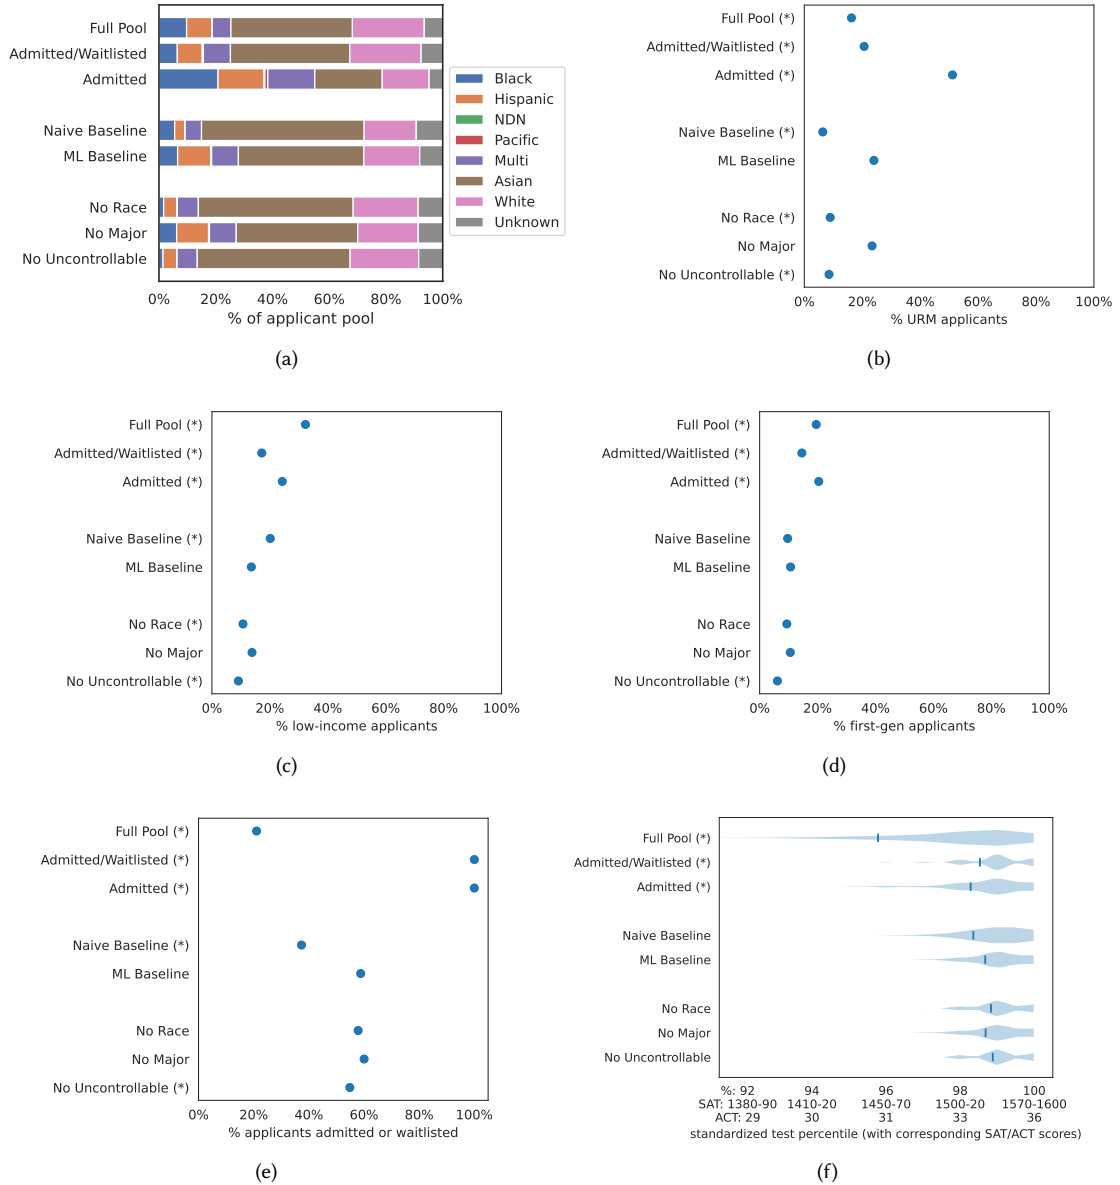 Full Pool
Admitted/Waitlisted
Admitted
Naive Baseline
ML Baseline
No Race
No Major
No Uncontrollable
0% 20% 40% 60% 80% 100%
% of applicant pool
Black
Hispanic
NDN
Pacific
Multi
Asian
White
Unknown
(a)
Full Pool (*)
Admitted/Waitlisted (*)
Admitted (*)
Naive Baseline (*)
ML Baseline
No Race (*)
No Major
No Uncontrollable (*)
0% 20% 40% 60% 80% 100%
% URM applicants
(b)
Full Pool (*)
Admitted/Waitlisted (*)
Admitted (*)
Naive Baseline (*)
ML Baseline
No Race (*)
No Major
No Uncontrollable (*)
0% 20% 40% 60% 80% 100%
% low-income applicants
(c)
Full Pool (*)
Admitted/Waitlisted (*)
Admitted (*)
Naive Baseline
ML Baseline
No Race
No Major
No Uncontrollable (*)
0% 20% 40% 60% 80% 100%
% first-gen applicants
(d)
Full Pool (*)
Admitted/Waitlisted (*)
Admitted (*)
Naive Baseline (*)
ML Baseline
No Race
No Major
No Uncontrollable (*)
0% 20% 40% 60% 80% 100%
% applicants admitted or waitlisted
(e)
Full Pool (*)
Admitted/Waitlisted (*)
Admitted (*)
Naive Baseline
ML Baseline
No Race
No Major
No Uncontrollable
%: 92 94 96 98 100
SAT: 1380-90 1410-20 1450-70 1500-20 1570-1600
ACT: 29 30 31 33 36
standardized test percentile (with corresponding SAT/ACT scores)
(f)